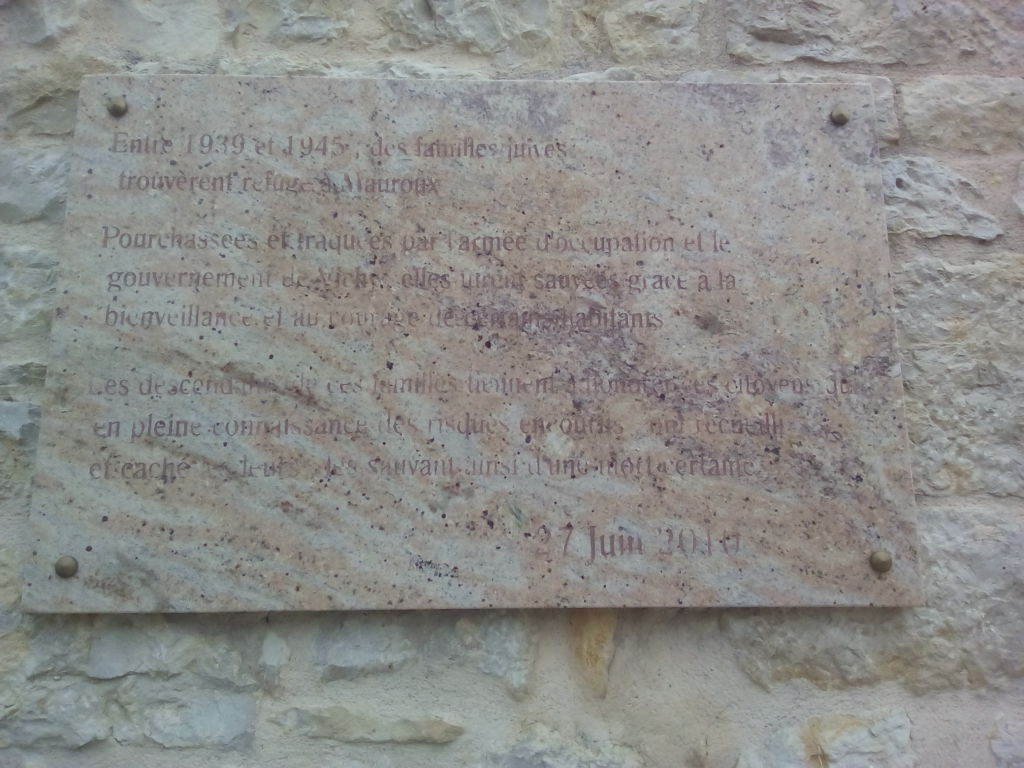 Entre 1939 et 1945, des familles juives
trouvèrent refuge à Mauroux
Pourchassées et traquées par l'armée d'occupation et le
gouvernement de Vichy, elles furent sauvées grâce à la
bienveillance et au courage de certains habitants
Les descendants de ces familles tiennent à honorer ces citoyens qui
en pleine connaissance des risques encourus ont recueilli
et caché les leurs, les sauvant ainsi d'une mort certaine.
27 Juin 2010